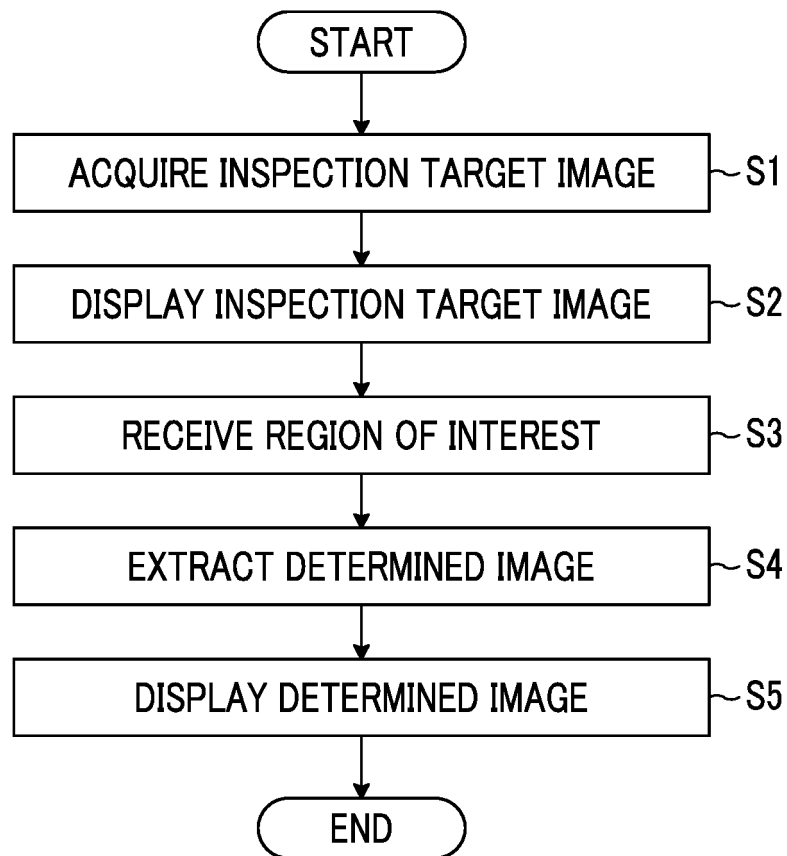 START
ACQUIRE INSPECTION TARGET IMAGE S1
DISPLAY INSPECTION TARGET IMAGE S2
RECEIVE REGION OF INTEREST S3
EXTRACT DETERMINED IMAGE S4
DISPLAY DETERMINED IMAGE S5
END